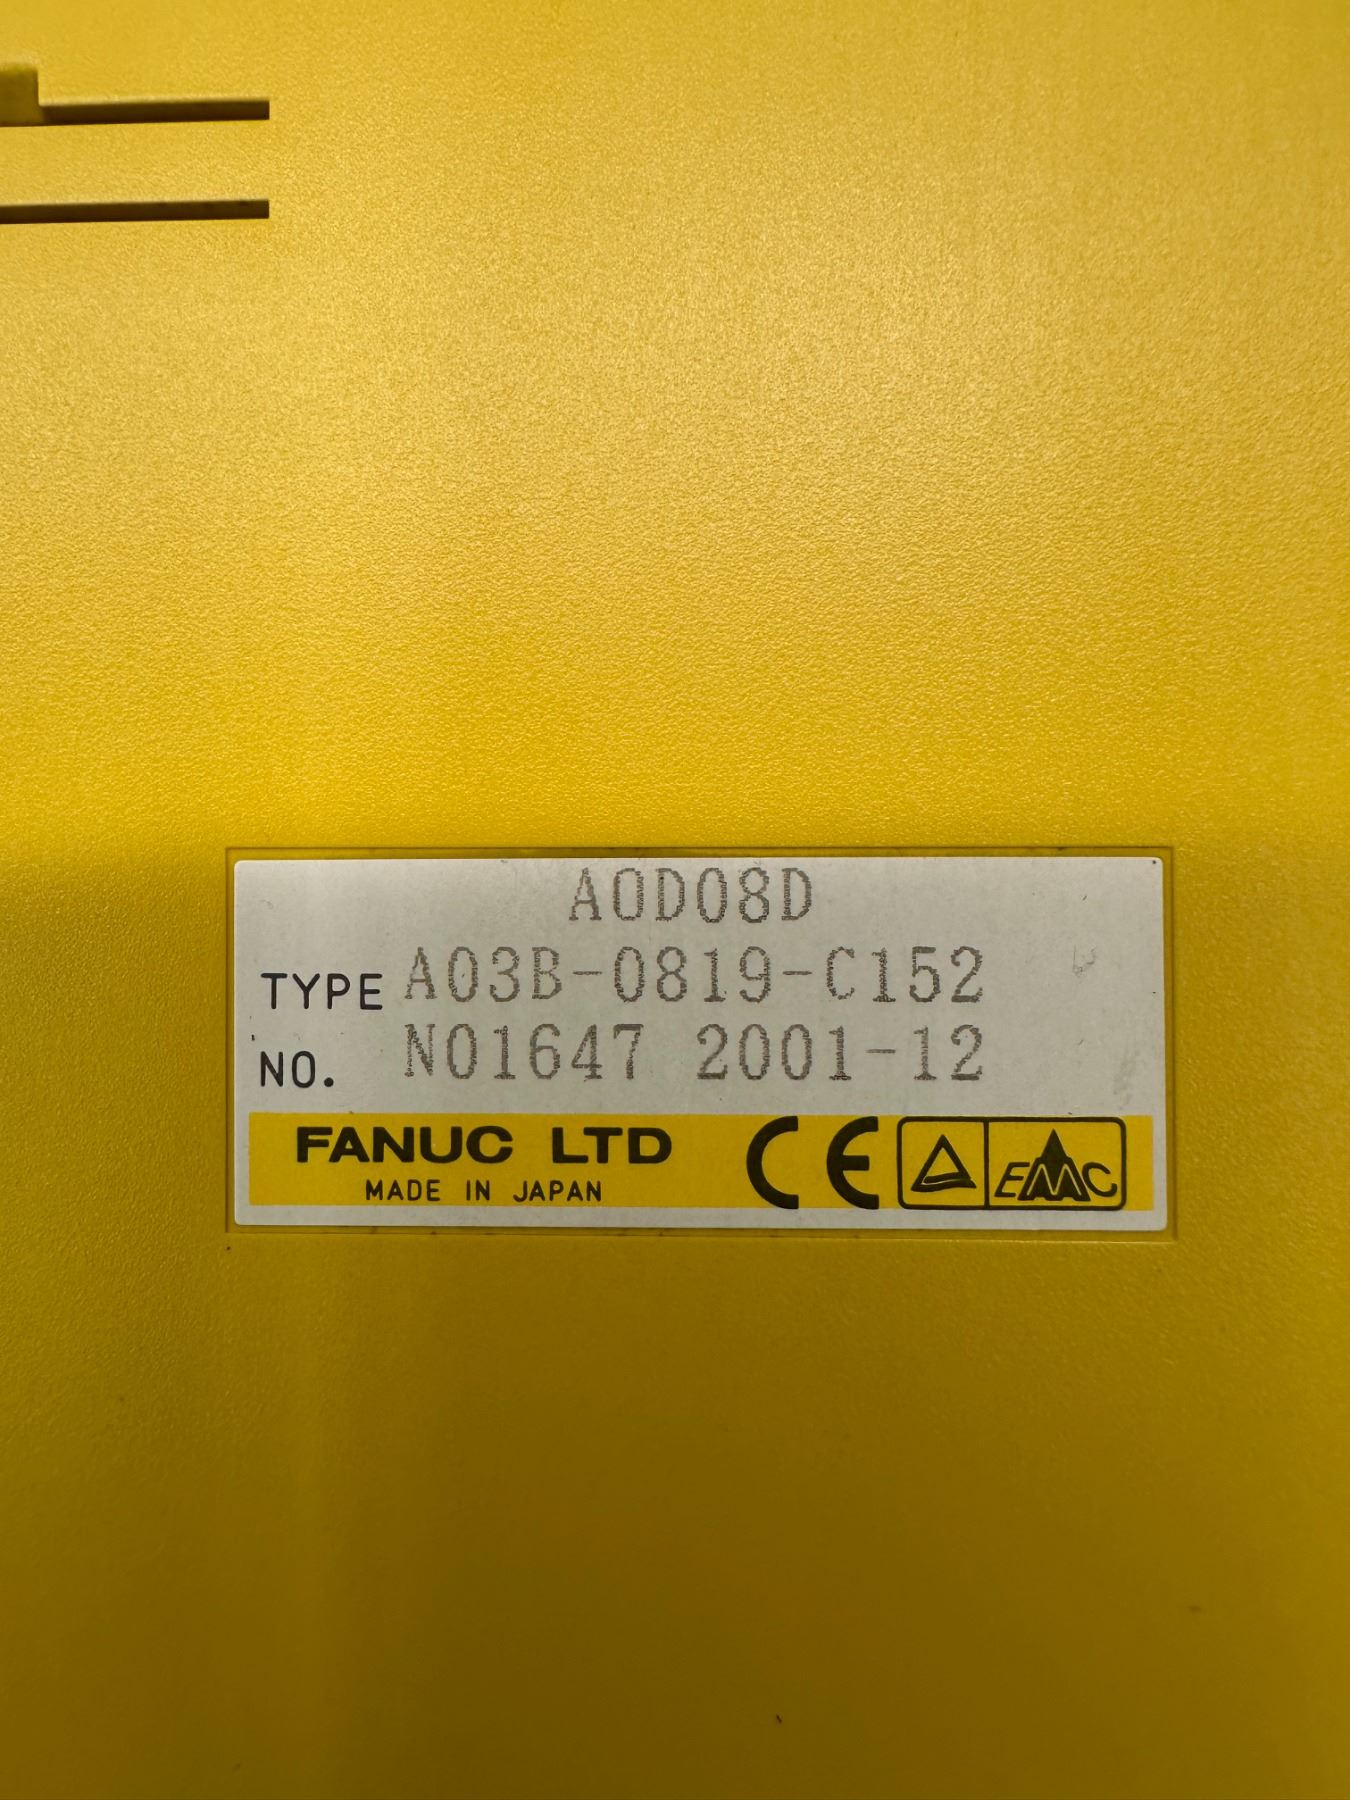 AOD08D
TYPE A03B-0819-C152
NO. N01647 2001-12
FANUC LTD
MADE IN JAPAN
CE
EMC